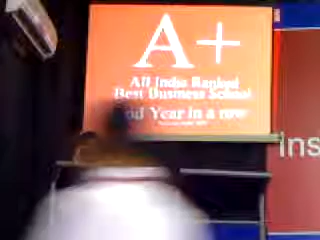 A+
All India Ranked
Best Business School
Year in a row
ins